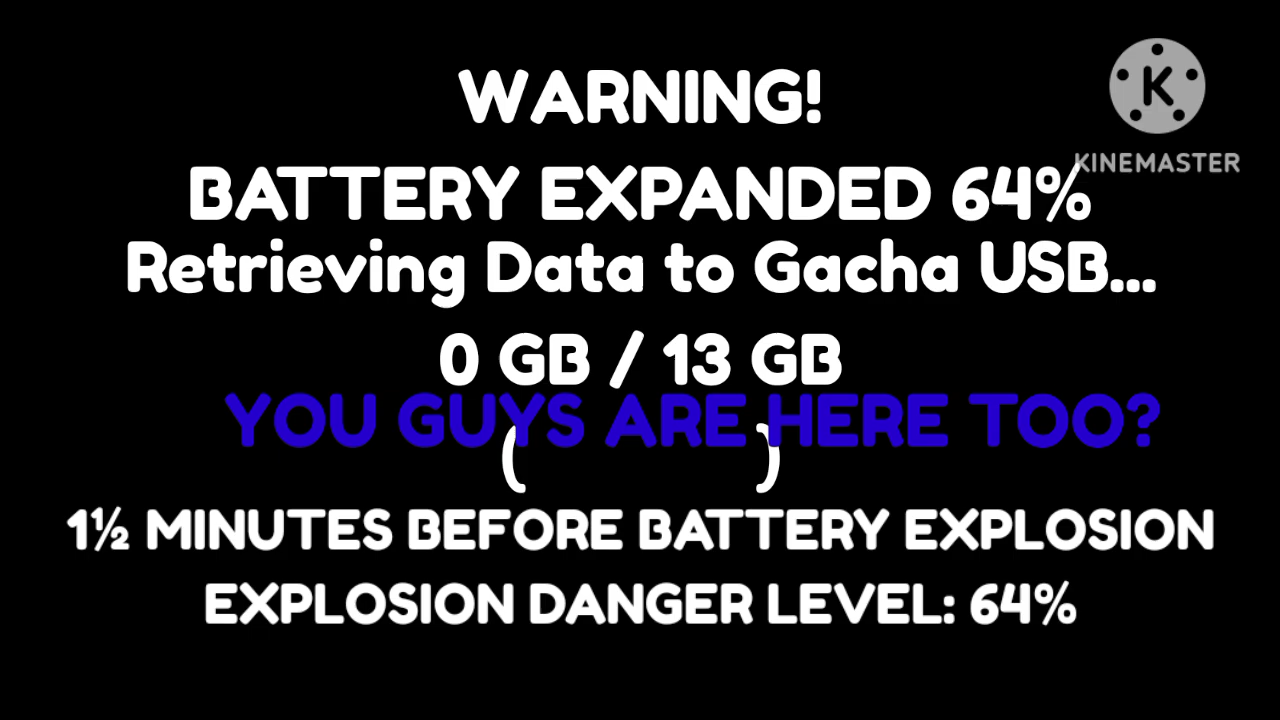 WARNING!
K
KINEMASTER
BATTERY EXPANDED 64%
Retrieving Data to Gacha USB...
0 GB / 13 GB
YOU GUYS ARE HERE TOO?
( )
1½ MINUTES BEFORE BATTERY EXPLOSION
EXPLOSION DANGER LEVEL: 64%